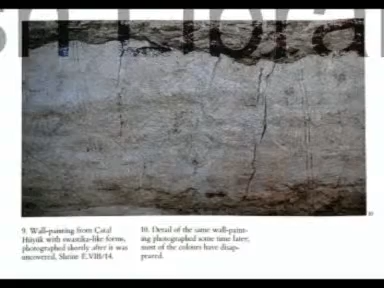 sh Librar
9. Wall-painting from Catal
Hüyük with swastika-like forms,
photographed shortly after it was
uncovered, Shrine E.VIII/14.
10. Detail of the same wall-paint-
ing photographed some time later;
most of the colours have disap-
peared.